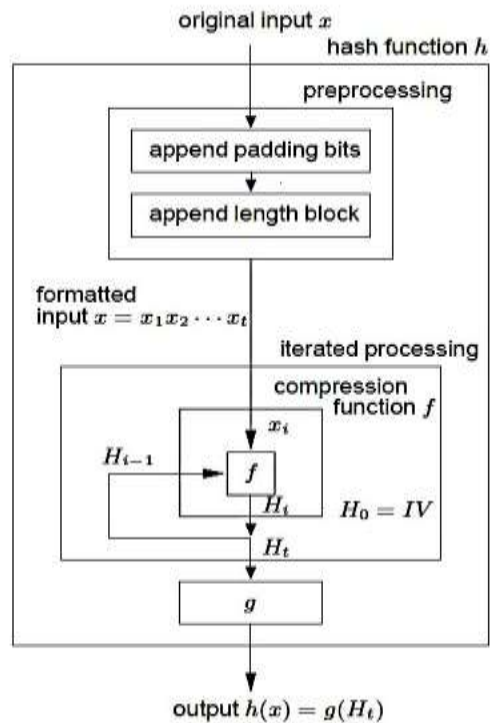 original input x
hash function h
preprocessing
append padding bits
append length block
formatted
input x = x₁x₂ ··· xₜ
iterated processing
compression
function f
xᵢ
Hᵢ₋₁
f
Hᵢ
H₀ = IV
Hₜ
g
output h(x) = g(Hₜ)